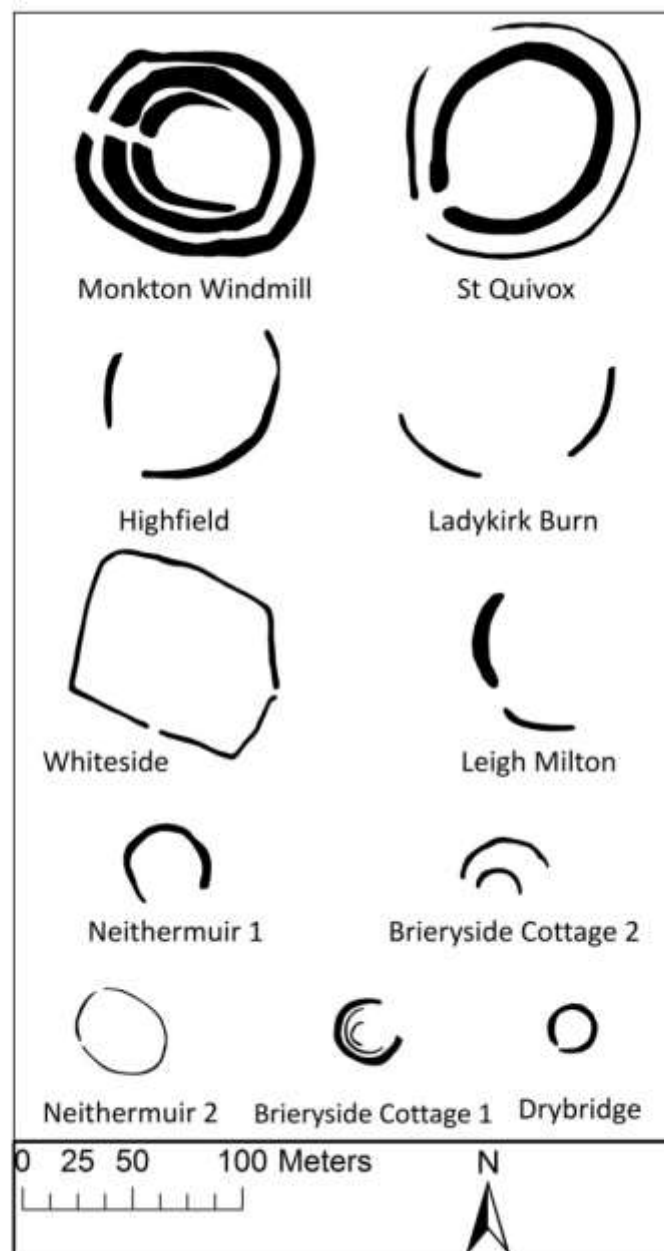 Monkton Windmill
St Quivox
Highfield
Ladykirk Burn
Whiteside
Leigh Milton
Neithermuir 1
Brieryside Cottage 2
Neithermuir 2
Brieryside Cottage 1
Drybridge
0 25 50 100 Meters
N